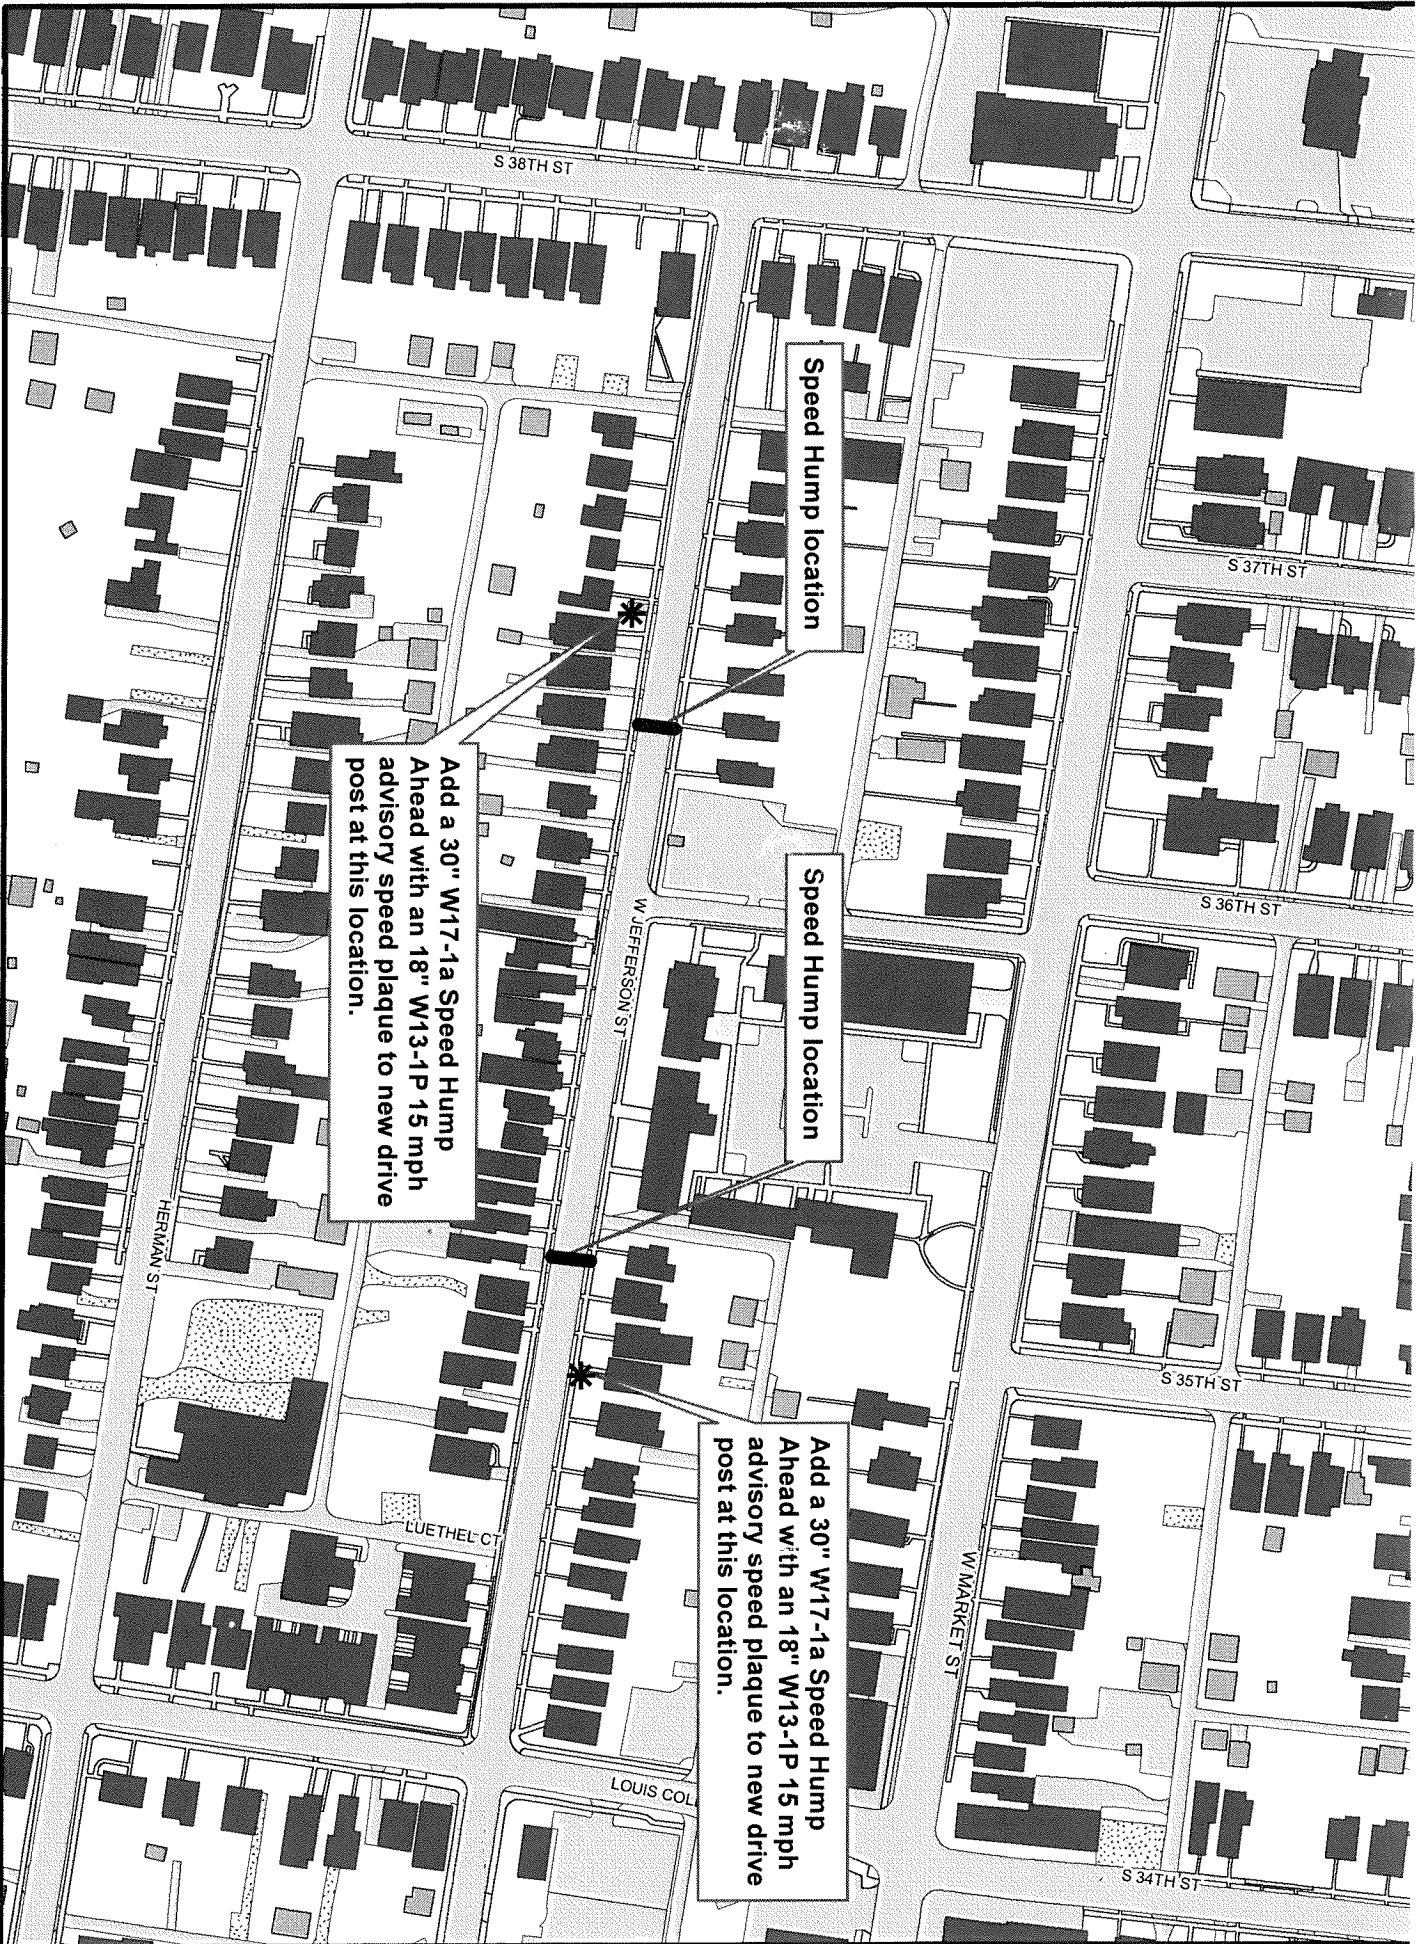 S 38TH ST
Speed Hump location
S 37TH ST
Add a 30" W17-1a Speed Hump
Ahead with an 18" W13-1P 15 mph
advisory speed plaque to new drive
post at this location.
Speed Hump location
S 36TH ST
W JEFFERSON ST
HERMAN ST
S 35TH ST
Add a 30" W17-1a Speed Hump
Ahead with an 18" W13-1P 15 mph
advisory speed plaque to new drive
post at this location.
LUETHEL CT
W MARKET ST
LOUIS COL
S 34TH ST